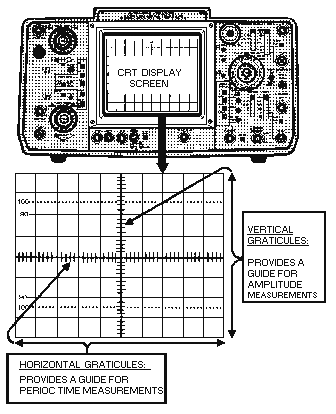 CRT DISPLAY
SCREEN
100
90
10
VERTICAL
GRATICULES:
PROVIDES A
GUIDE FOR
AMPLITUDE
MEASUREMENTS
HORIZONTAL GRATICULES:
PROVIDES A GUIDE FOR
PERIOC TIME MEASUREMENTS